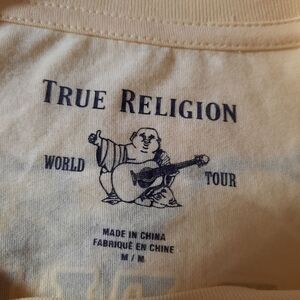 TRUE RELIGION
WORLD TOUR
MADE IN CHINA
FABRIQUÉ EN CHINE
M / M